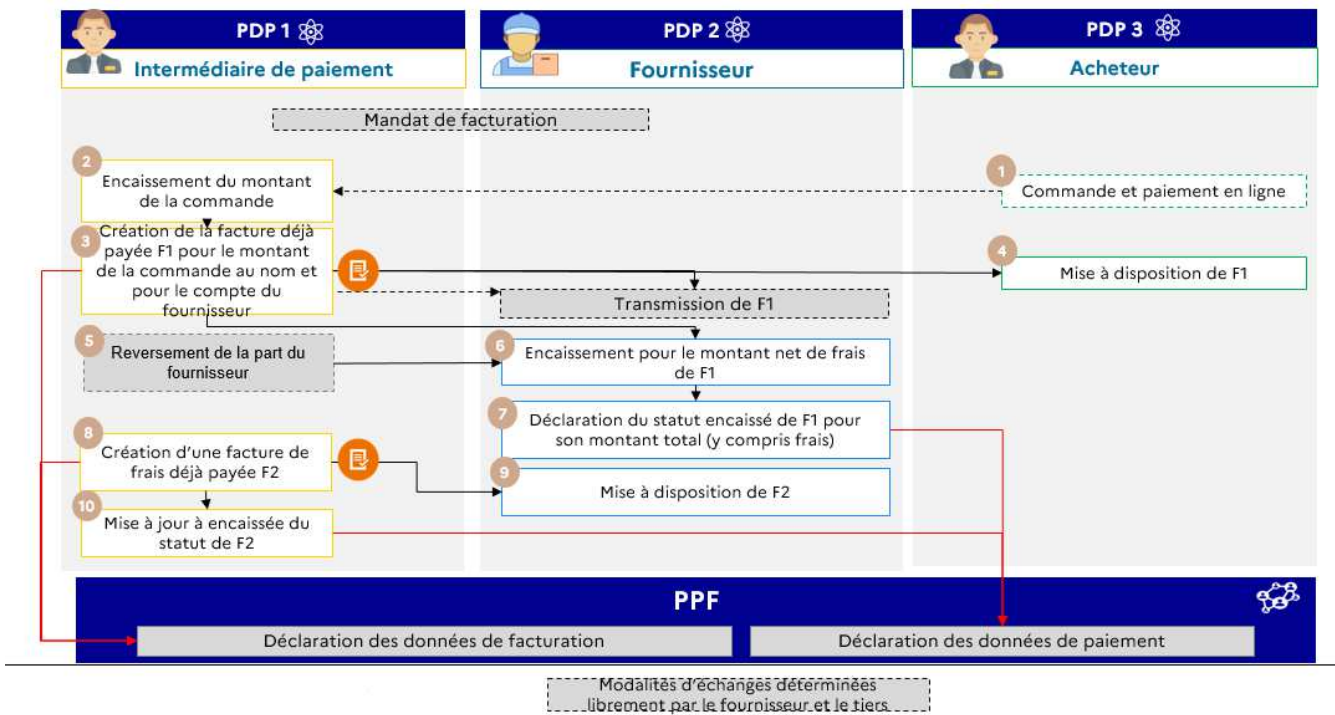 PDP 1
PDP 2
PDP 3
Intermédiaire de paiement
Fournisseur
Acheteur
Mandat de facturation
1
Commande et paiement en ligne
2
Encaissement du montant
de la commande
3
Création de la facture déjà
payée F1 pour le montant
de la commande au nom et
pour le compte du
fournisseur
4
Mise à disposition de F1
Transmission de F1
5
Reversement de la part du
fournisseur
6
Encaissement pour le montant net de frais
de F1
7
Déclaration du statut encaissé de F1 pour
son montant total (y compris frais)
8
Création d'une facture de
frais déjà payée F2
9
Mise à disposition de F2
10
Mise à jour à encaissée du
statut de F2
PPF
Déclaration des données de facturation
Déclaration des données de paiement
Modalités d'échanges déterminées
librement par le fournisseur et le tiers